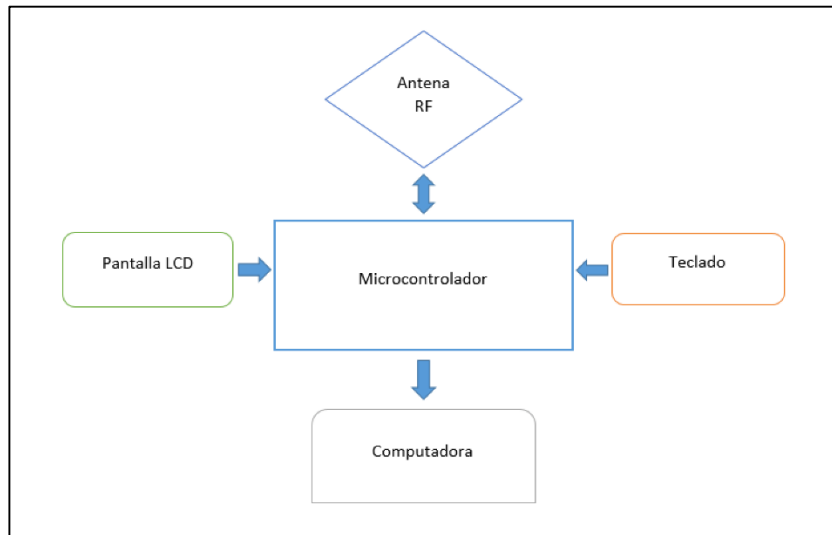 Antena
RF
Pantalla LCD
Microcontrolador
Teclado
Computadora